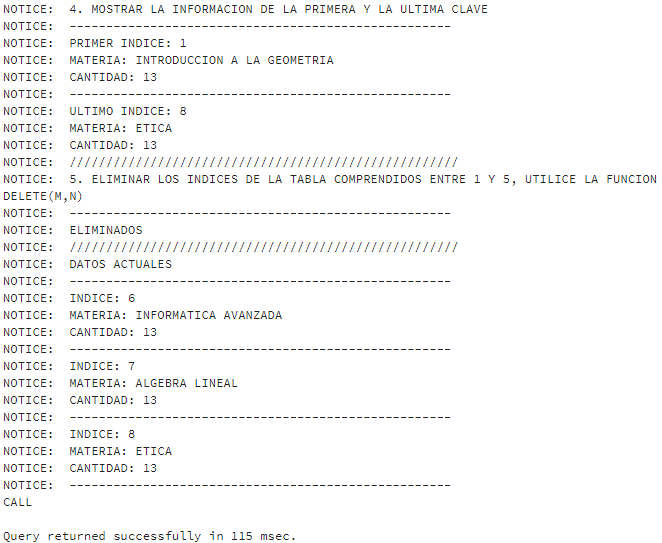 NOTICE:  4. MOSTRAR LA INFORMACION DE LA PRIMERA Y LA ULTIMA CLAVE
NOTICE:  ----------------------------------------------------
NOTICE:  PRIMER INDICE: 1
NOTICE:  MATERIA: INTRODUCCION A LA GEOMETRIA
NOTICE:  CANTIDAD: 13
NOTICE:  ----------------------------------------------------
NOTICE:  ULTIMO INDICE: 8
NOTICE:  MATERIA: ETICA
NOTICE:  CANTIDAD: 13
NOTICE:  /////////////////////////////////////////////////////
NOTICE:  5. ELIMINAR LOS INDICES DE LA TABLA COMPRENDIDOS ENTRE 1 Y 5, UTILICE LA FUNCION
DELETE(M,N)
NOTICE:  ----------------------------------------------------
NOTICE:  ELIMINADOS
NOTICE:  /////////////////////////////////////////////////////
NOTICE:  DATOS ACTUALES
NOTICE:  ----------------------------------------------------
NOTICE:  INDICE: 6
NOTICE:  MATERIA: INFORMATICA AVANZADA
NOTICE:  CANTIDAD: 13
NOTICE:  ----------------------------------------------------
NOTICE:  INDICE: 7
NOTICE:  MATERIA: ALGEBRA LINEAL
NOTICE:  CANTIDAD: 13
NOTICE:  ----------------------------------------------------
NOTICE:  INDICE: 8
NOTICE:  MATERIA: ETICA
NOTICE:  CANTIDAD: 13
NOTICE:  ----------------------------------------------------
CALL
Query returned successfully in 115 msec.